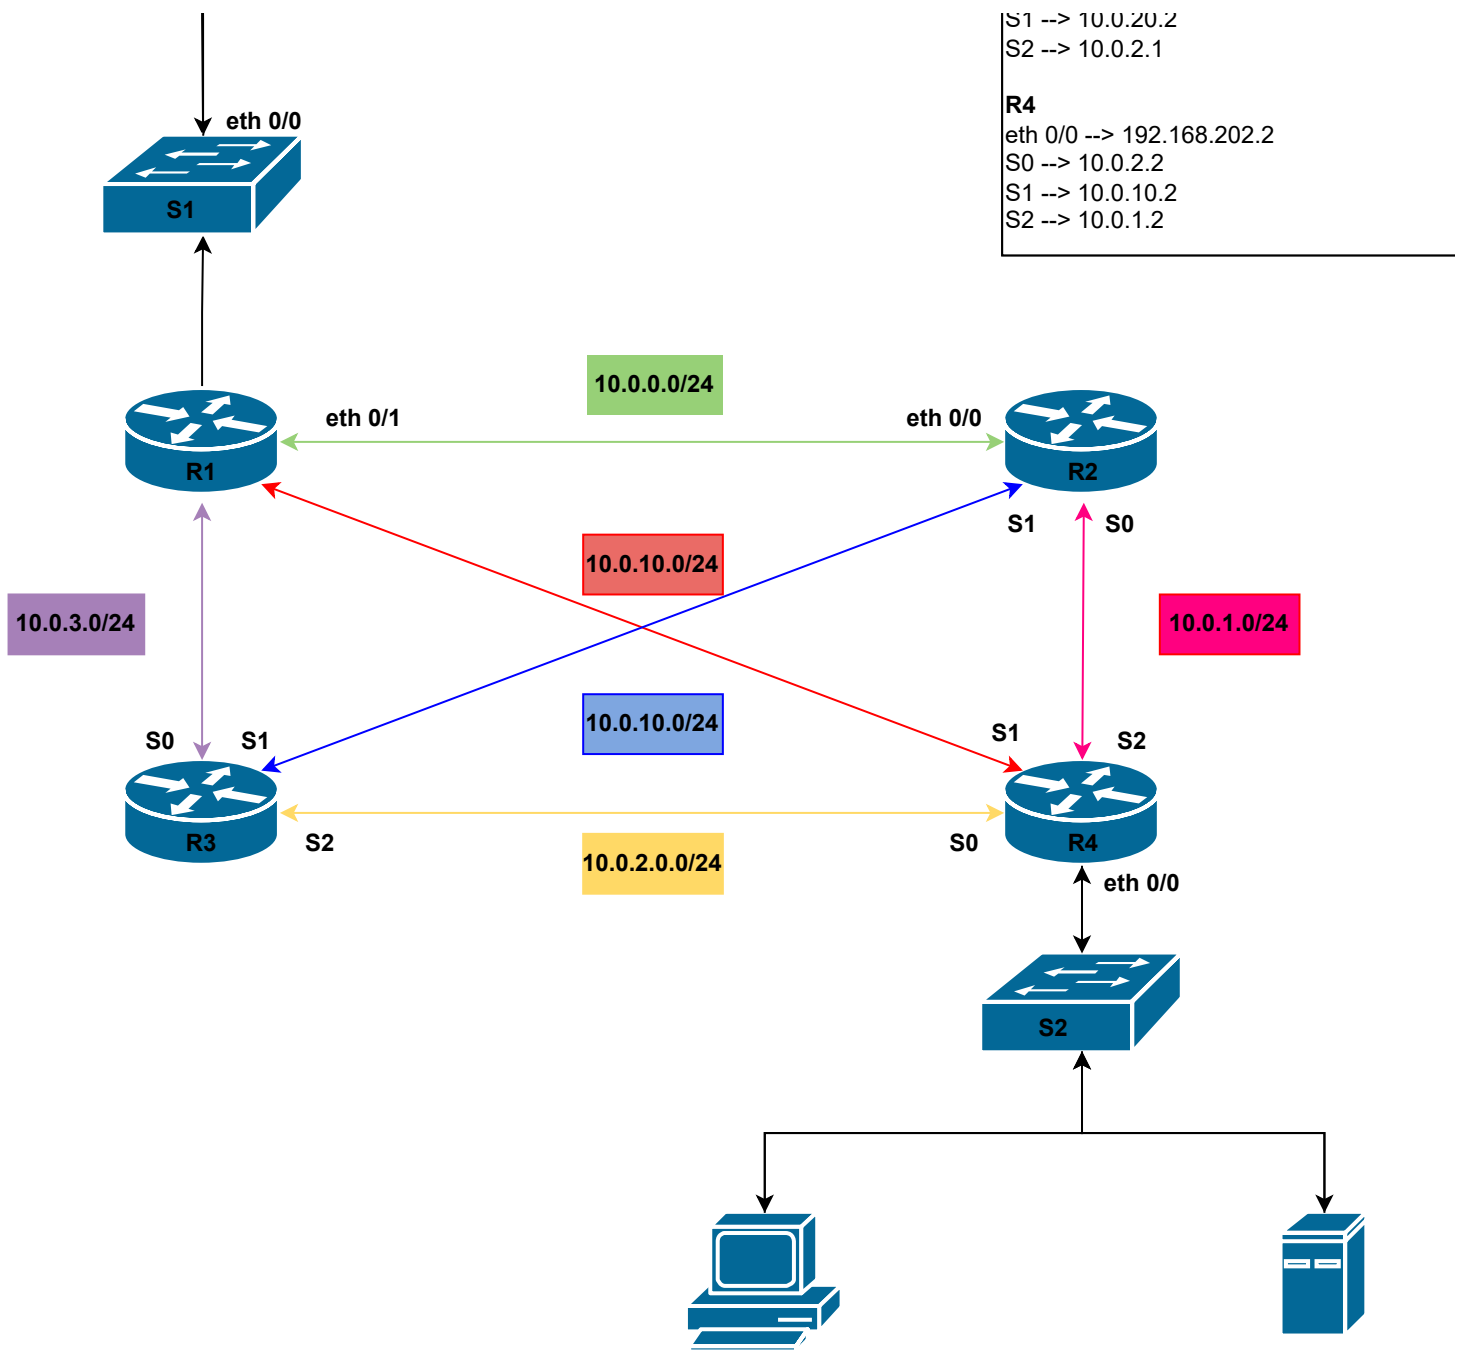 S1 --> 10.0.20.2
S2 --> 10.0.2.1
R4
eth 0/0 --> 192.168.202.2
S0 --> 10.0.2.2
S1 --> 10.0.10.2
S2 --> 10.0.1.2
eth 0/0
S1
10.0.0.0/24
eth 0/1
eth 0/0
R1
R2
S1
S0
10.0.10.0/24
10.0.3.0/24
10.0.1.0/24
10.0.10.0/24
S0
S1
S1
S2
R3
S2
S0
R4
10.0.2.0.0/24
eth 0/0
S2